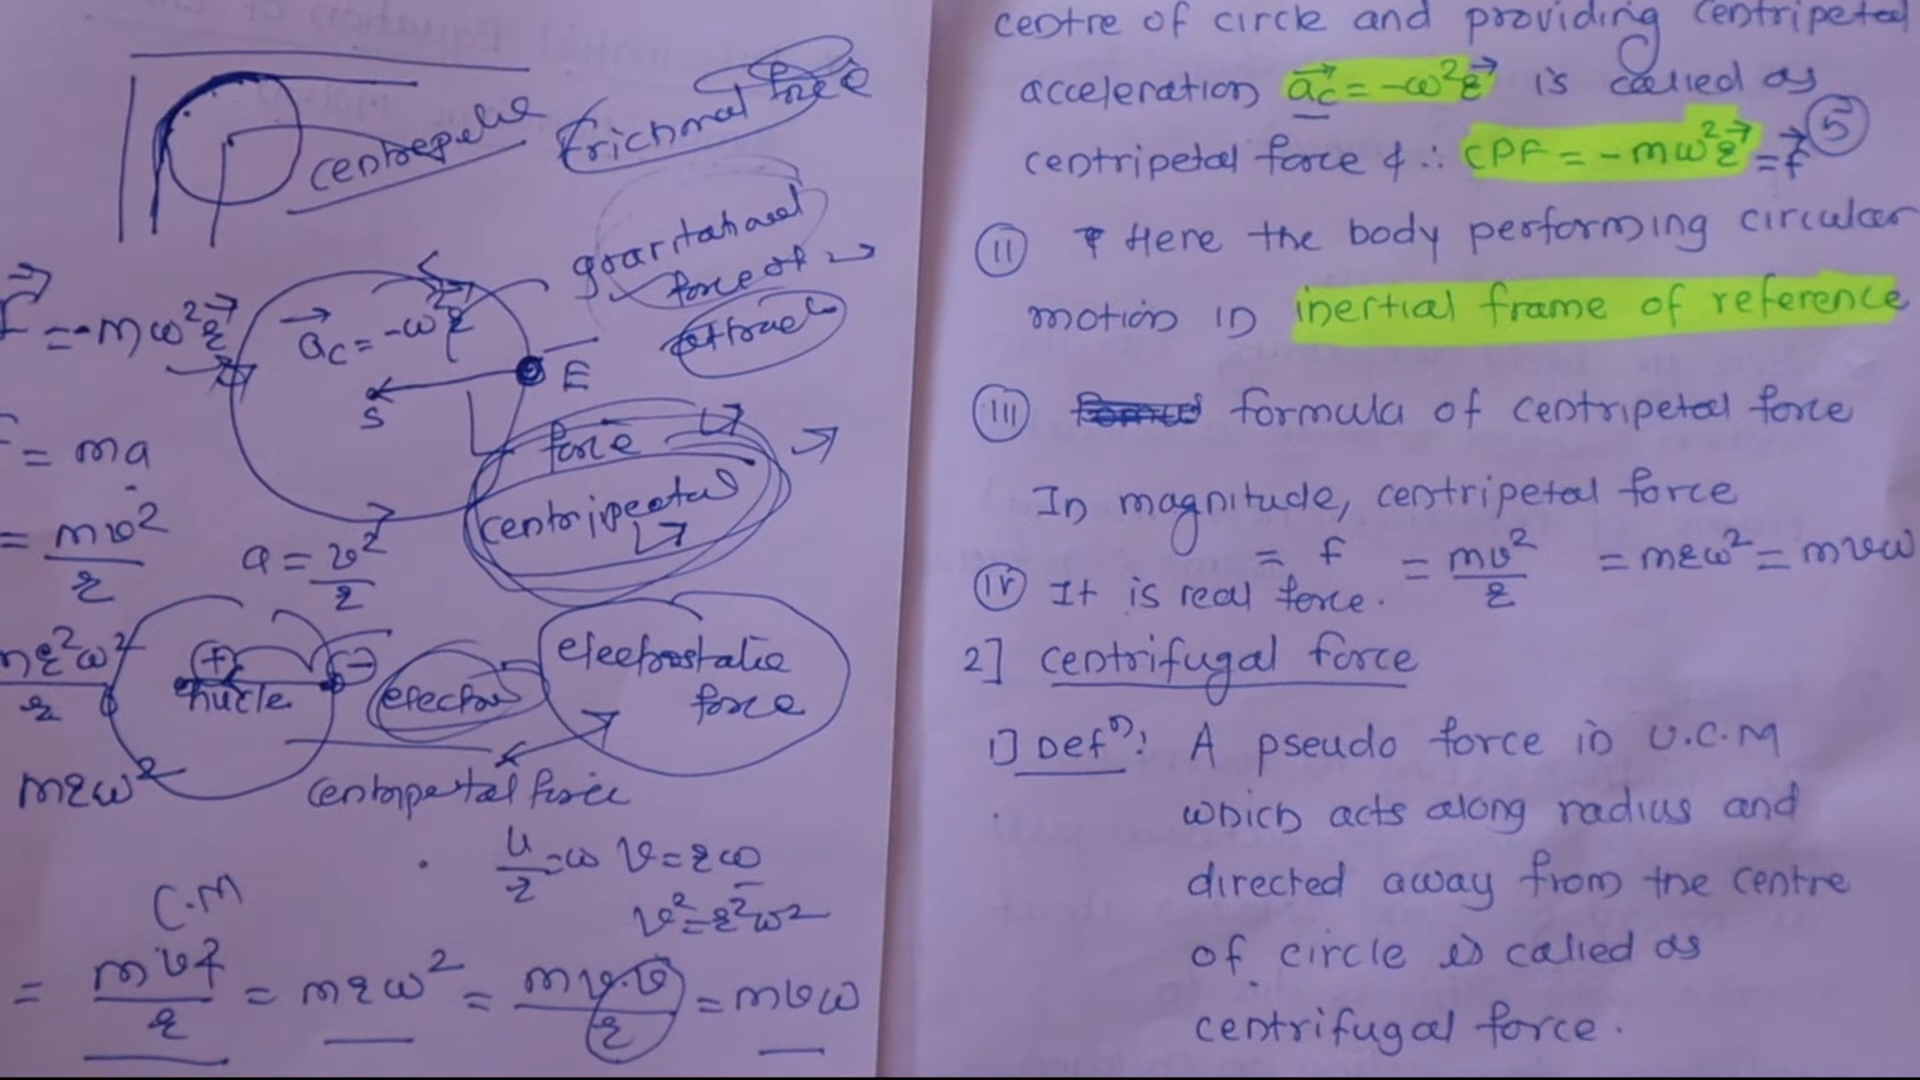 frictional force
gravitational
force of
F⃗ = -mω²r⃗
a⃗c = -ω²r⃗
E
S
= ma
force
centripetal
= mv²/r
a = v²/r
mr²ω²/r
+
-
nucle
electron
electrostatic
force
mrω²
centripetal force
v/r = ω v = rω
v² = r²ω²
C.M
= mv²/r = mrω² = mv.v/r = mvω
centre of circle and providing centripetal
acceleration a⃗c = -ω²r⃗ is called as
5
centripetal force & ∴ CPF = -mω²r⃗ = f⃗
(ii) Here the body performing circular
motion in inertial frame of reference
(iii) formula of centripetal force
In magnitude, centripetal force
= f = mv²/r = mrω² = mvω
(iv) It is real force.
2] centrifugal force
1] Defⁿ: A pseudo force in U.C.M
which acts along radius and
directed away from the centre
of circle is called as
centrifugal force.